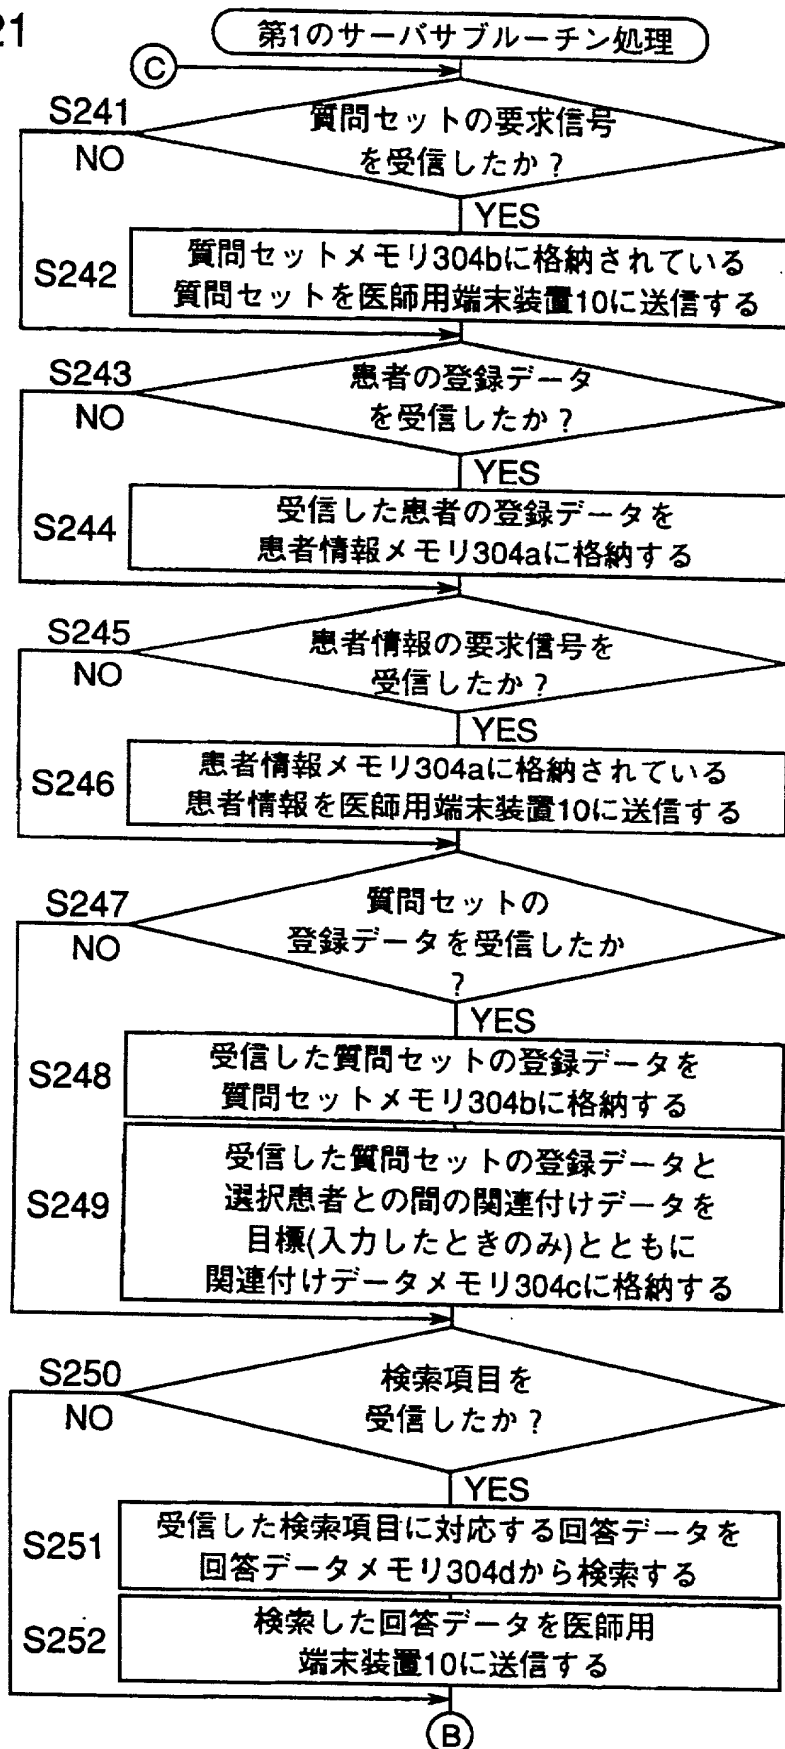 21
第1のサーバサブルーチン処理
C
S241
質問セットの要求信号
を受信したか?
NO
YES
S242
質問セットメモリ304bに格納されている
質問セットを医師用端末装置10に送信する
S243
患者の登録データ
を受信したか?
NO
YES
S244
受信した患者の登録データを
患者情報メモリ304aに格納する
S245
患者情報の要求信号を
受信したか?
NO
YES
S246
患者情報メモリ304aに格納されている
患者情報を医師用端末装置10に送信する
S247
質問セットの
登録データを受信したか
?
NO
YES
S248
受信した質問セットの登録データを
質問セットメモリ304bに格納する
S249
受信した質問セットの登録データと
選択患者との間の関連付けデータを
目標(入力したときのみ)とともに
関連付けデータメモリ304cに格納する
S250
検索項目を
受信したか?
NO
YES
S251
受信した検索項目に対応する回答データを
回答データメモリ304dから検索する
S252
検索した回答データを医師用
端末装置10に送信する
B